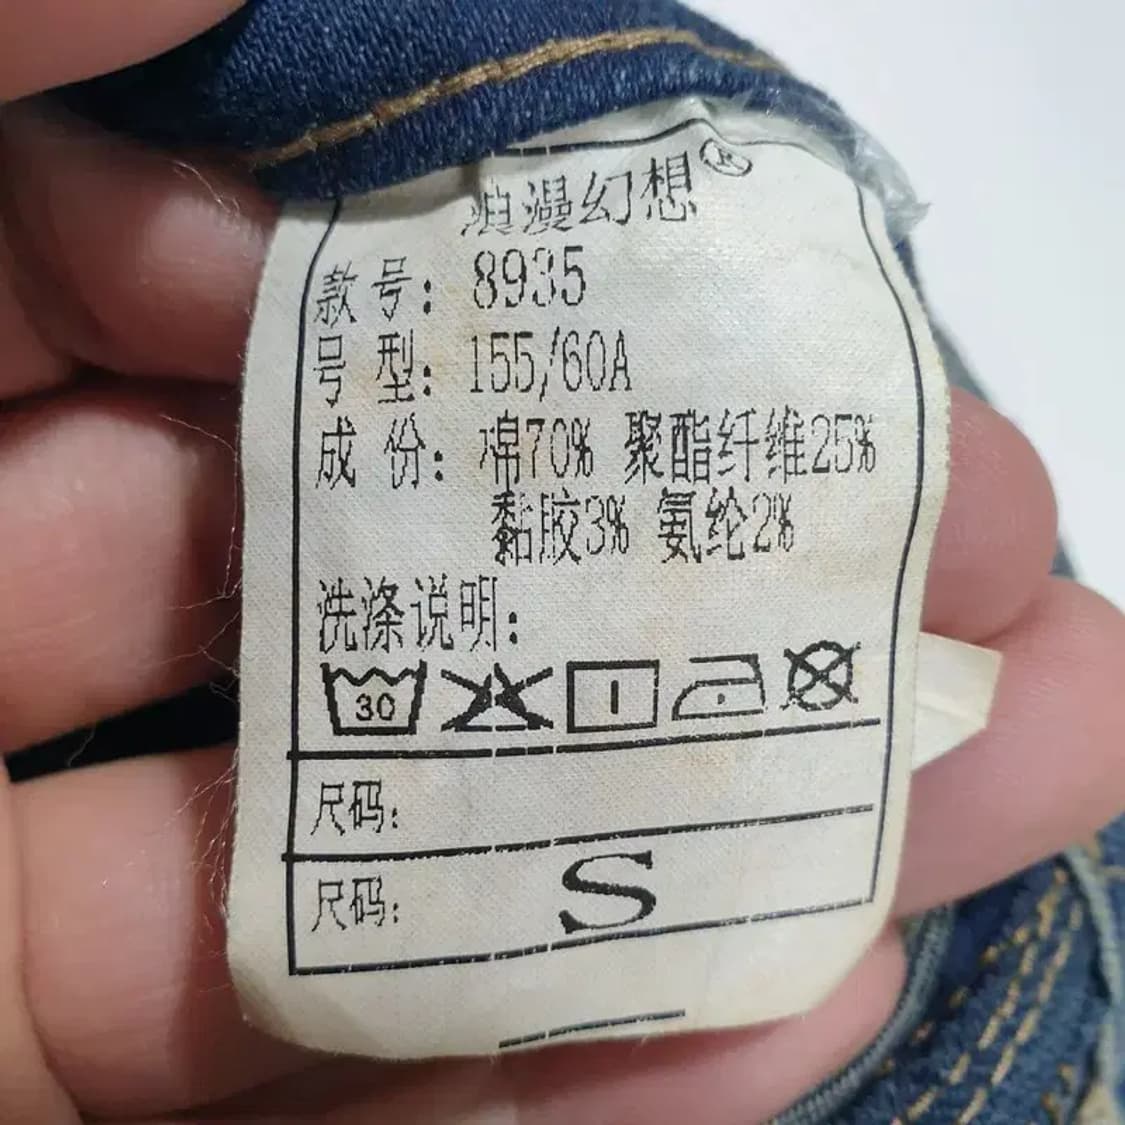 浪漫幻想®
款号: 8935
号型: 155/60A
成份: 棉70% 聚酯纤维25%
黏胶3% 氨纶2%
洗涤说明:
30
尺码:
尺码: S